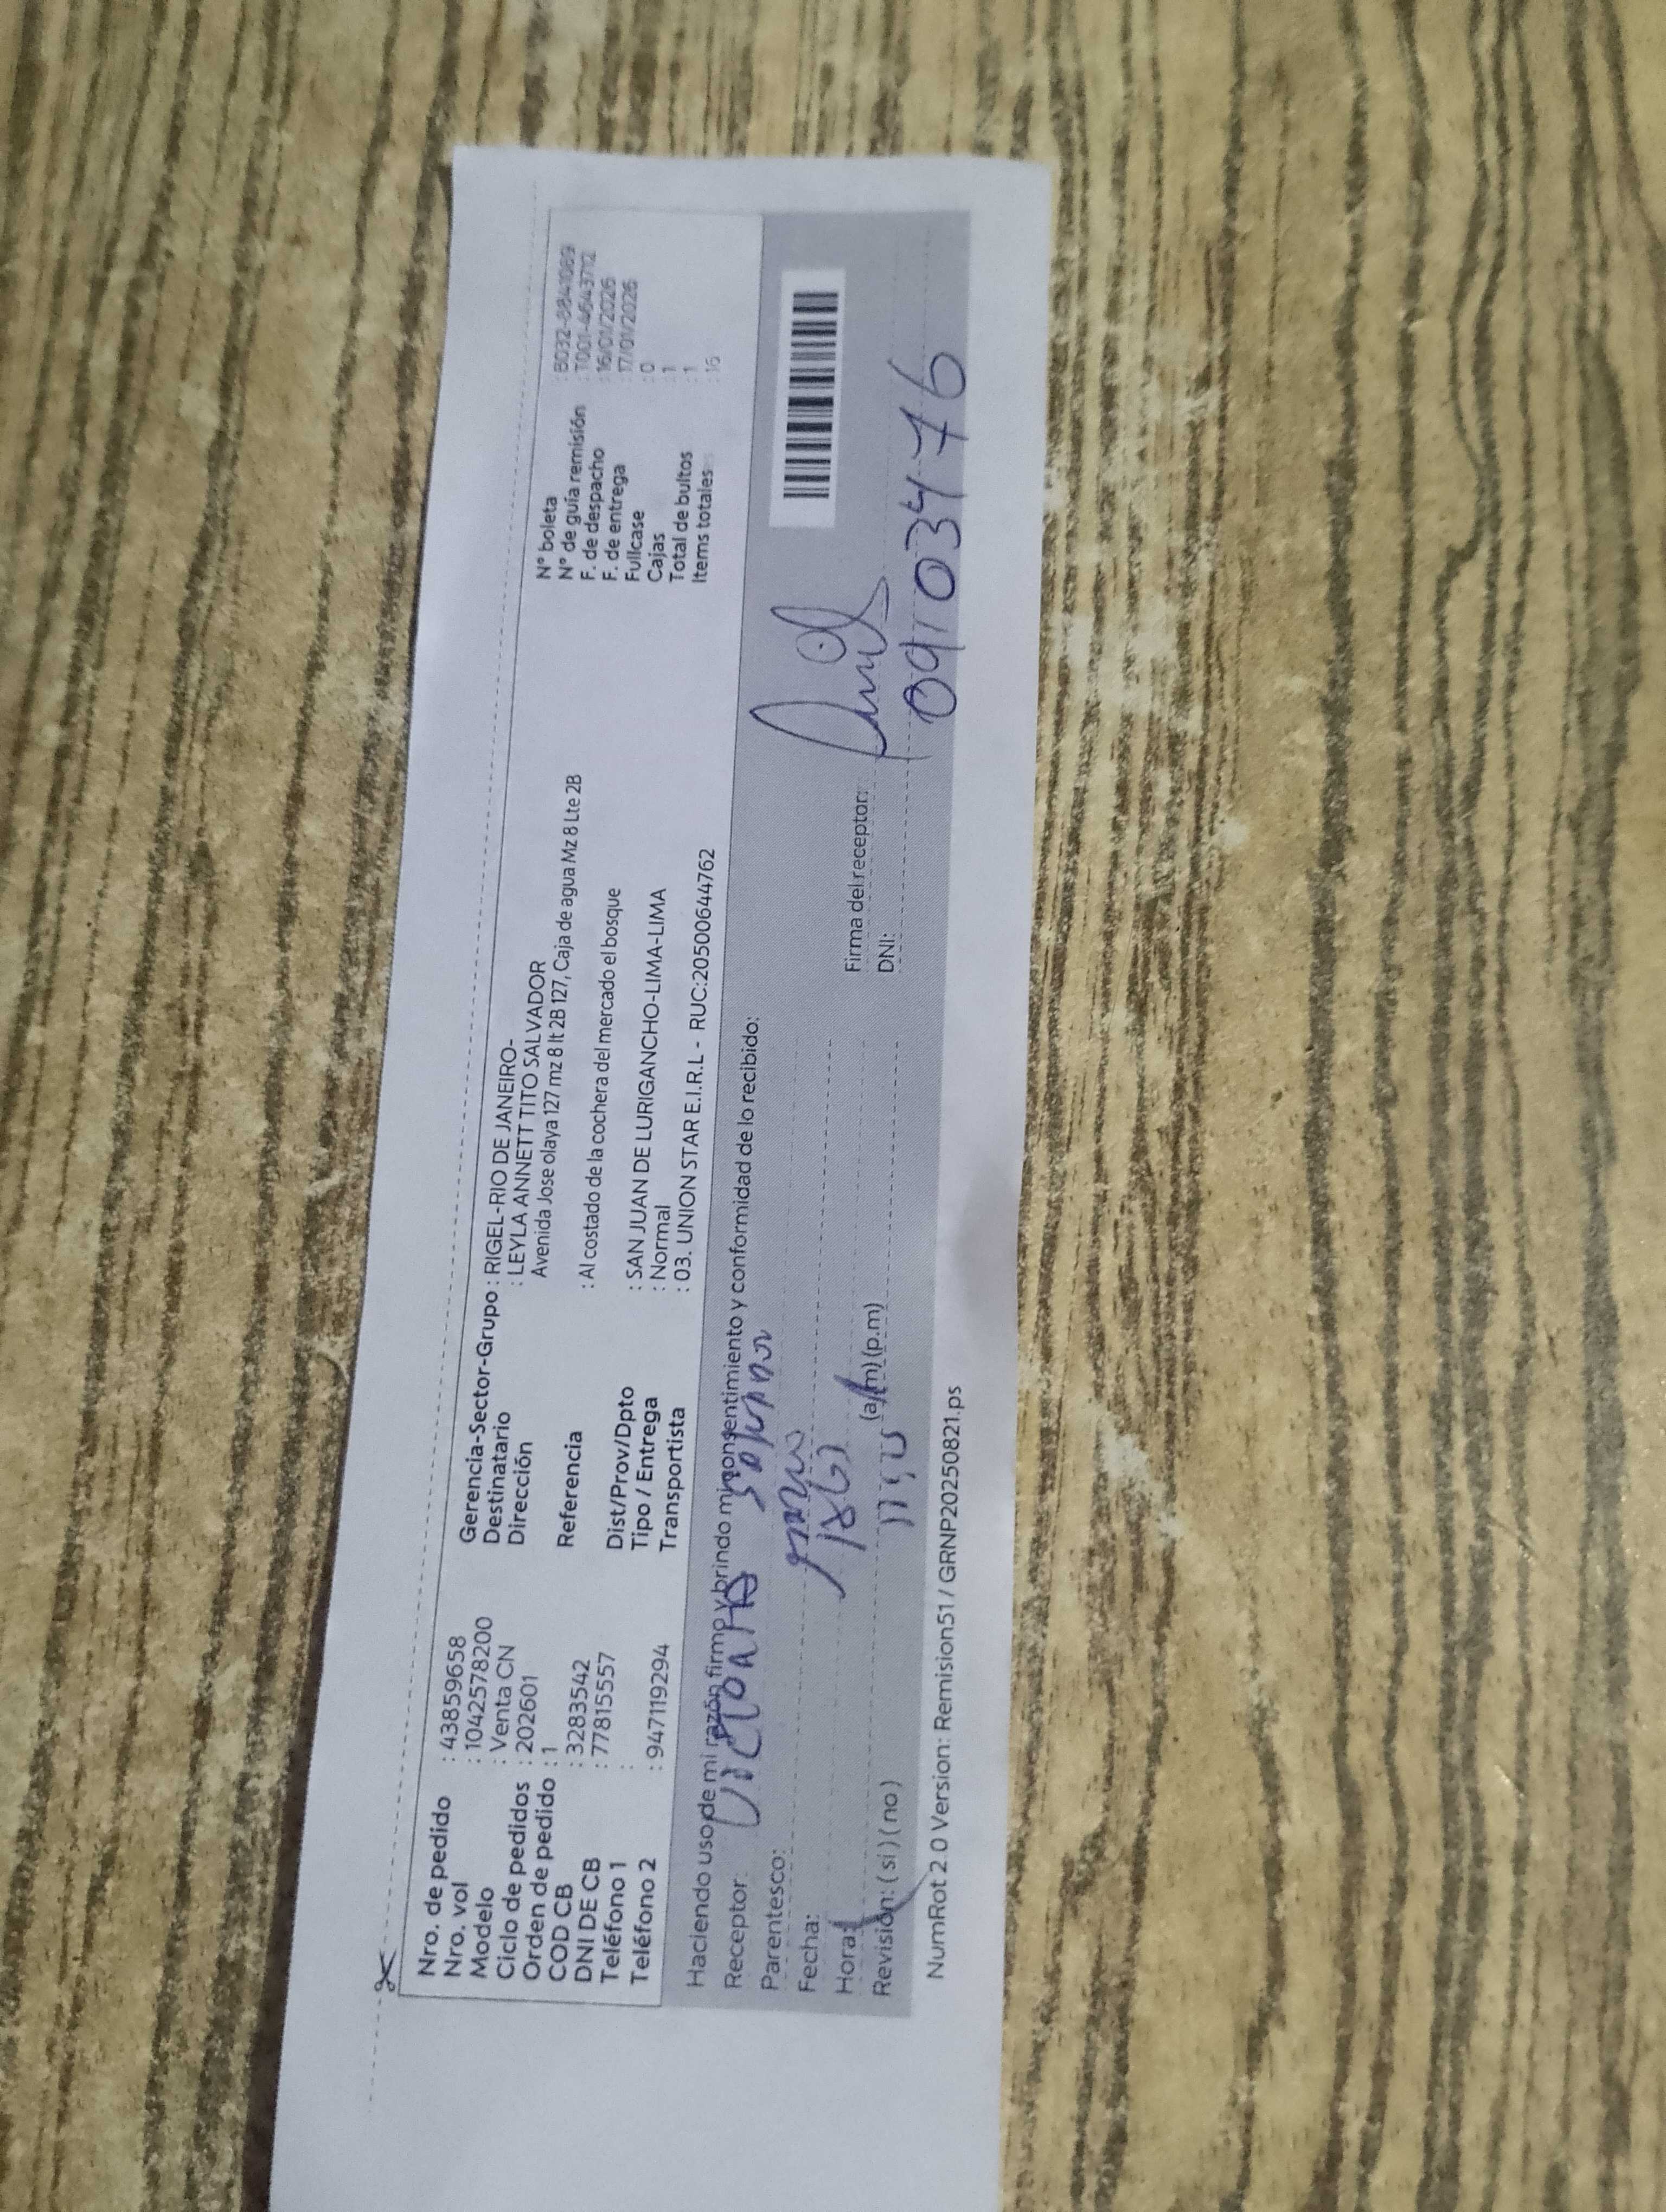 Nro. de pedido : 43859658
Nro. vol : 1042578200
Modelo : Venta CN
Ciclo de pedidos : 202601
Orden de pedido : 1
COD CB : 3283542
DNI DE CB : 77815557
Teléfono 1 :
Teléfono 2 : 947119294
Gerencia-Sector-Grupo : RIGEL-RIO DE JANEIRO-
Destinatario : LEYLA ANNETT TITO SALVADOR
Dirección Avenida Jose olaya 127 mz 8 lt 2B 127, Caja de agua Mz 8 Lte 2B
Referencia : Al costado de la cochera del mercado el bosque
Dist/Prov/Dpto : SAN JUAN DE LURIGANCHO-LIMA-LIMA
Tipo / Entrega : Normal
Transportista : 03. UNION STAR E.I.R.L - RUC:20500644762
N° boleta : B032-8841089
N° de guía remisión : T001-4643712
F. de despacho : 16/01/2026
F. de entrega : 17/01/2026
Fullcase : 0
Cajas : 1
Total de bultos : 1
Items totales : 16
Haciendo uso de mi razón firmo y brindo mi consentimiento y conformidad de lo recibido:
Receptor:
Parentesco:
Fecha:
Hora: (a.m) (p.m)
Revisión: ( si ) ( no )
Firma del receptor:
DNI: 09103476
NumRot 2.0 Version: Remision51 / GRNP20250821.ps